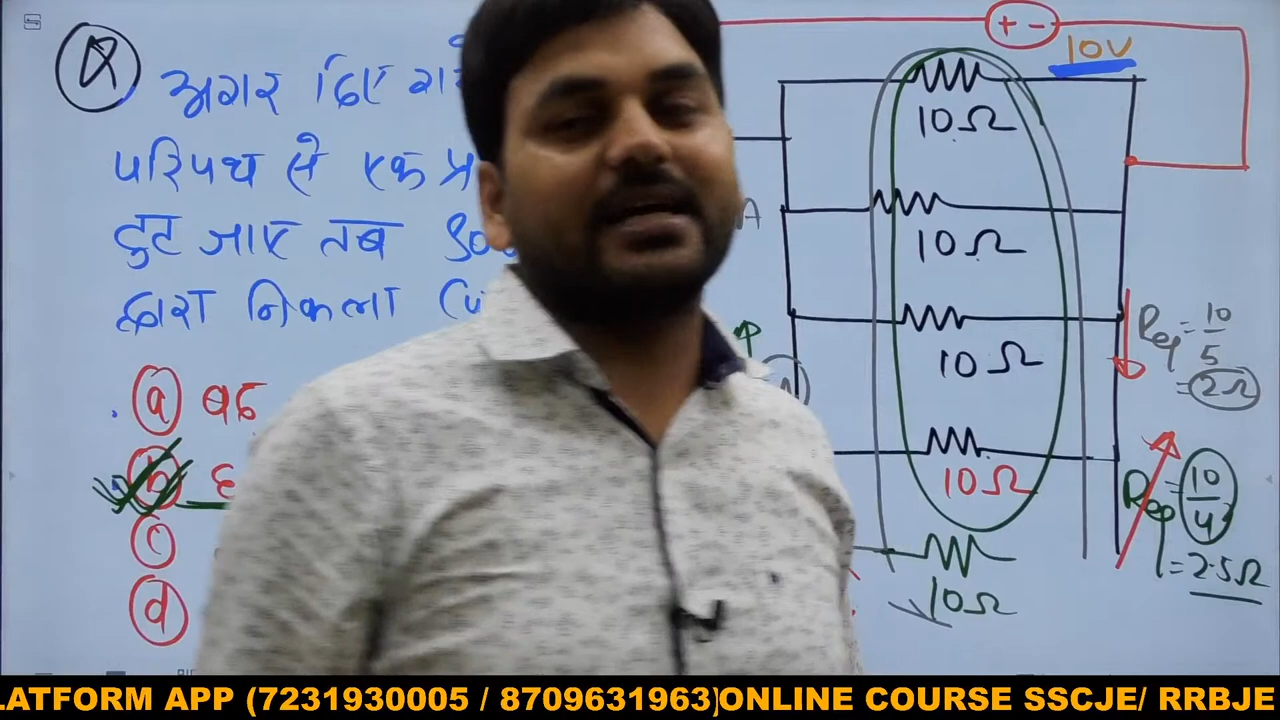 Q
अगर दिए
परिपथ से एक
टुट जाए तब
द्वारा निकला
(a) बढ
(b) घ
(c)
(d)
+ -
10V
10Ω
10Ω
10Ω
10Ω
10Ω
A
Req = 10/5
= 2Ω
Req = 10/4
= 2.5Ω
LATFORM APP (7231930005 / 8709631963)ONLINE COURSE SSCJE/ RRBJE